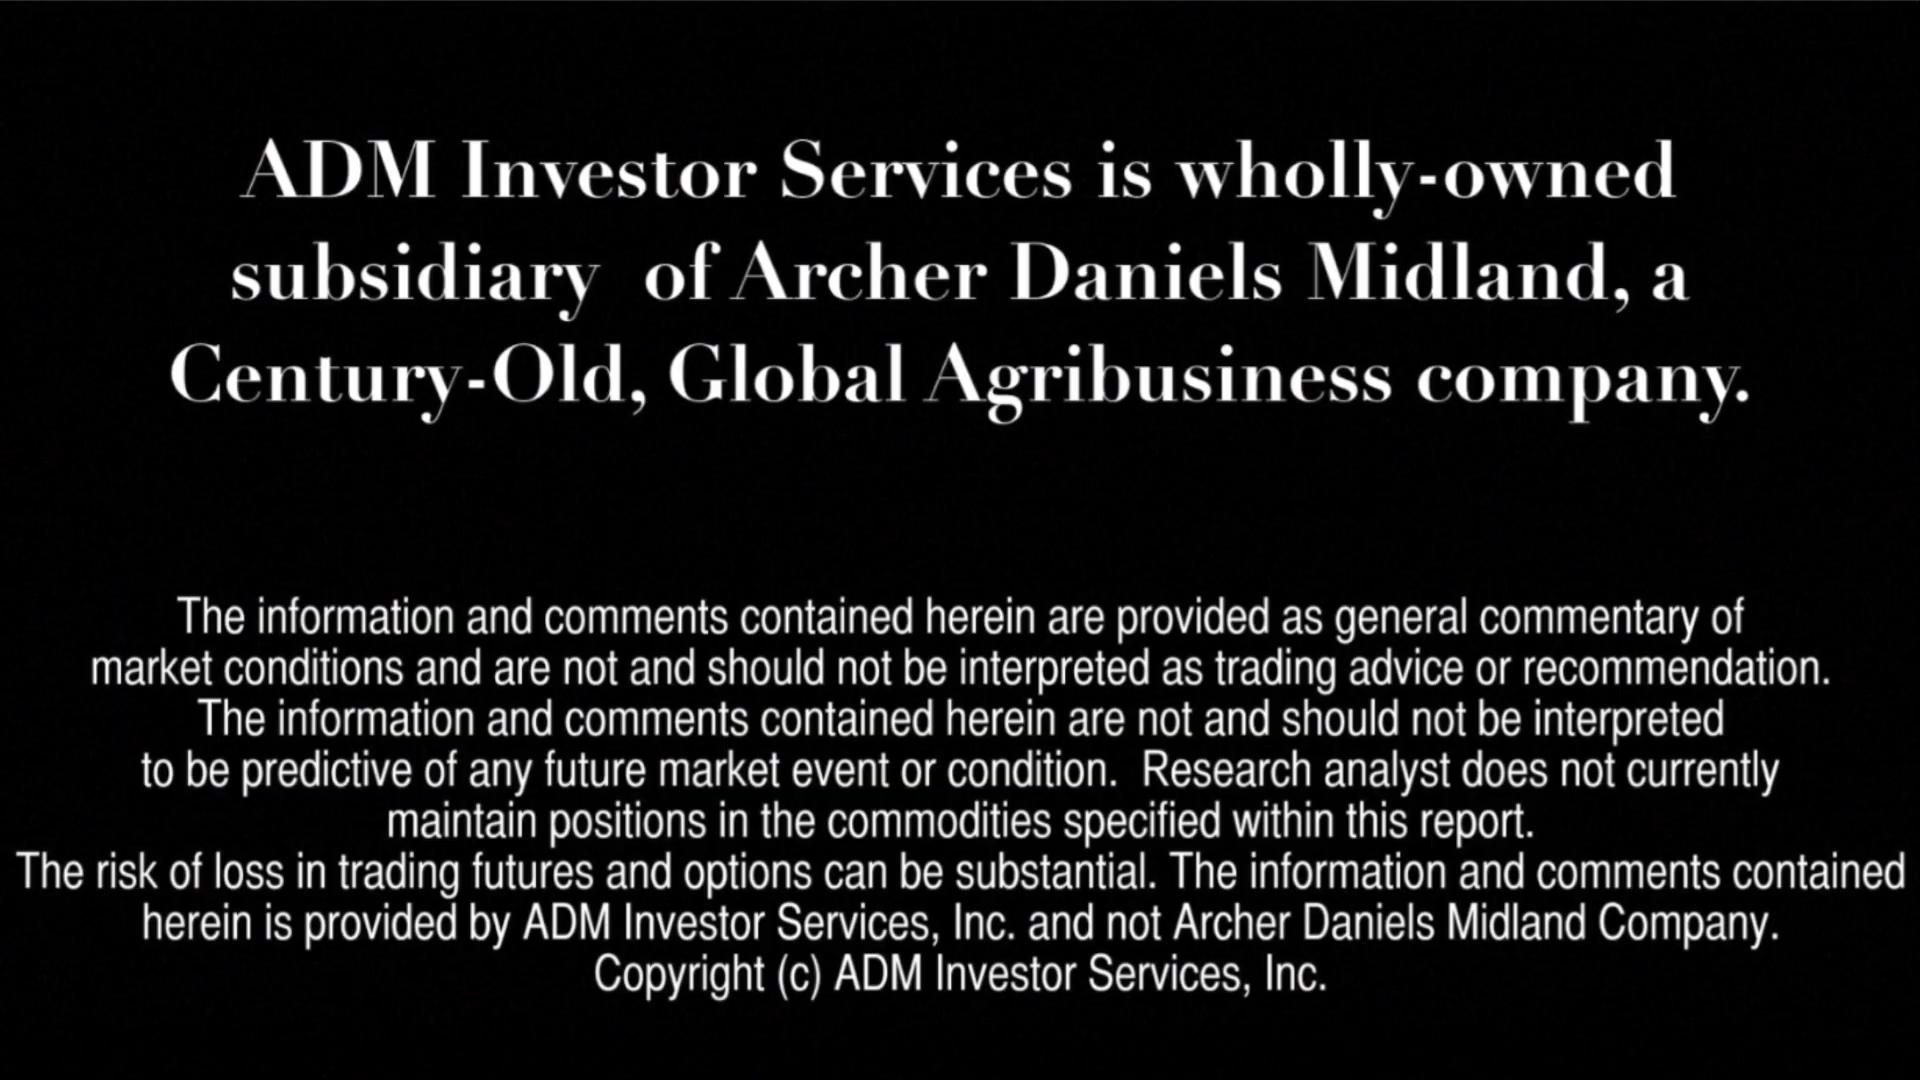 ADM Investor Services is wholly-owned
subsidiary  of Archer Daniels Midland, a
Century-Old, Global Agribusiness company.
The information and comments contained herein are provided as general commentary of
market conditions and are not and should not be interpreted as trading advice or recommendation.
The information and comments contained herein are not and should not be interpreted
to be predictive of any future market event or condition.  Research analyst does not currently
maintain positions in the commodities specified within this report.
The risk of loss in trading futures and options can be substantial. The information and comments contained
herein is provided by ADM Investor Services, Inc. and not Archer Daniels Midland Company.
Copyright (c) ADM Investor Services, Inc.